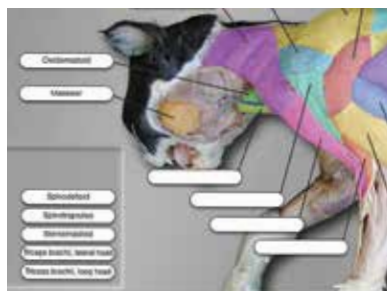 Cleidomastoid
Masseter
Spinodeltoid
Spinotrapezius
Sternomastoid
Triceps brachii, lateral head
Triceps brachii, long head